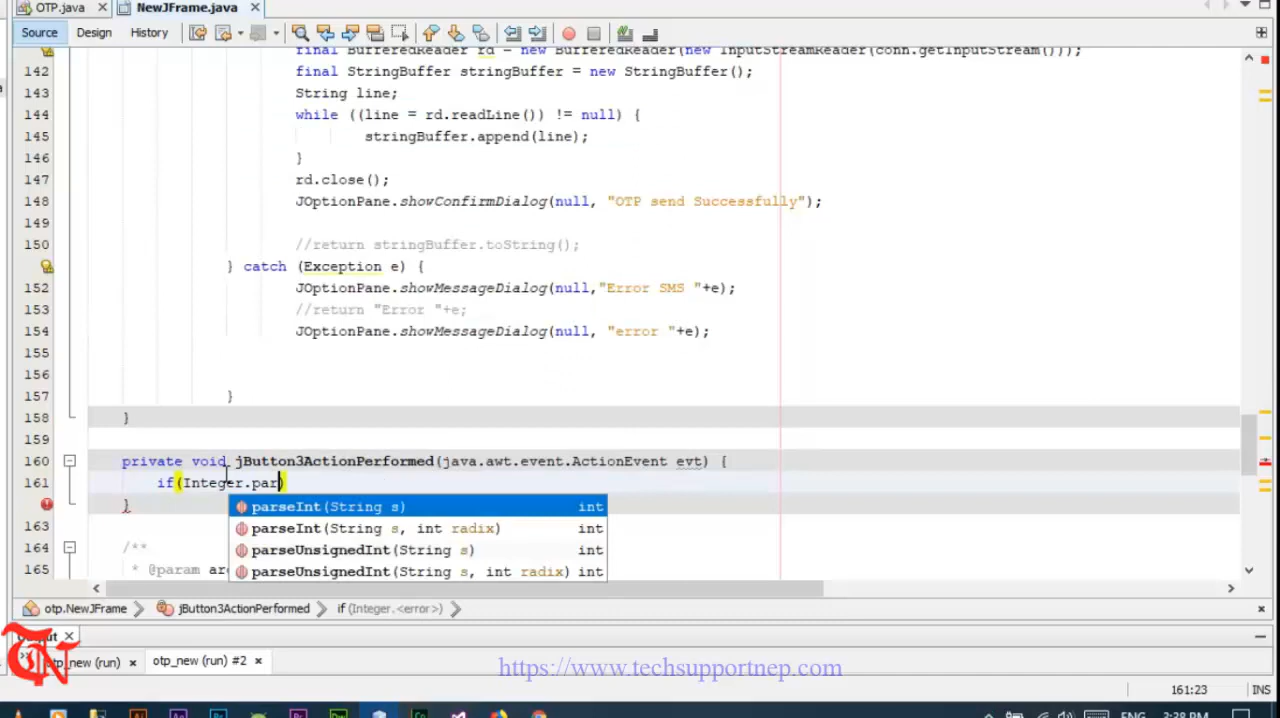 OTP.java NewJFrame.java
Source Design History
final BufferedReader rd = new BufferedReader(new InputStreamReader(conn.getInputStream()));
142 final StringBuffer stringBuffer = new StringBuffer();
143 String line;
144 while ((line = rd.readLine()) != null) {
145 stringBuffer.append(line);
146 }
147 rd.close();
148 JOptionPane.showConfirmDialog(null, "OTP send Successfully");
149
150 //return stringBuffer.toString();
} catch (Exception e) {
152 JOptionPane.showMessageDialog(null,"Error SMS "+e);
153 //return "Error "+e;
154 JOptionPane.showMessageDialog(null, "error "+e);
155
156
157 }
158 }
159
160 private void jButton3ActionPerformed(java.awt.event.ActionEvent evt) {
161 if(Integer.par)
parseInt(String s) int
}
parseInt(String s, int radix) int
163
parseUnsignedInt(String s) int
164 /**
165 * @param
parseUnsignedInt(String s, int radix) int
otp.NewJFrame jButton3ActionPerformed if (Integer.<error>)
otp_new (run) otp_new (run) #2
https://www.techsupportnep.com
161:23 INS
ENG 3:38 PM